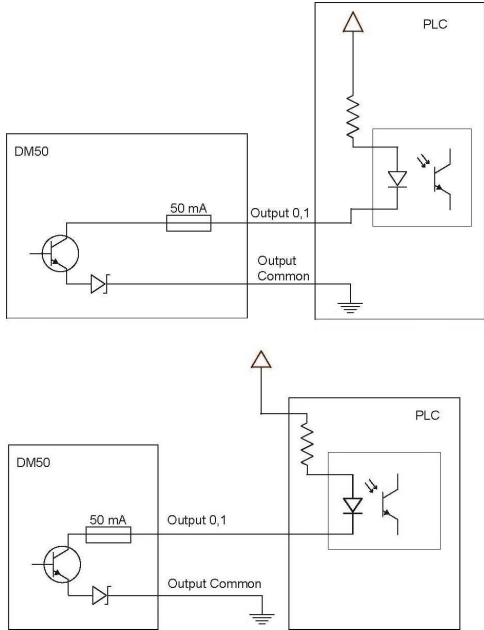 PLC
DM50
50 mA
Output 0,1
Output
Common
PLC
DM50
50 mA
Output 0,1
Output Common